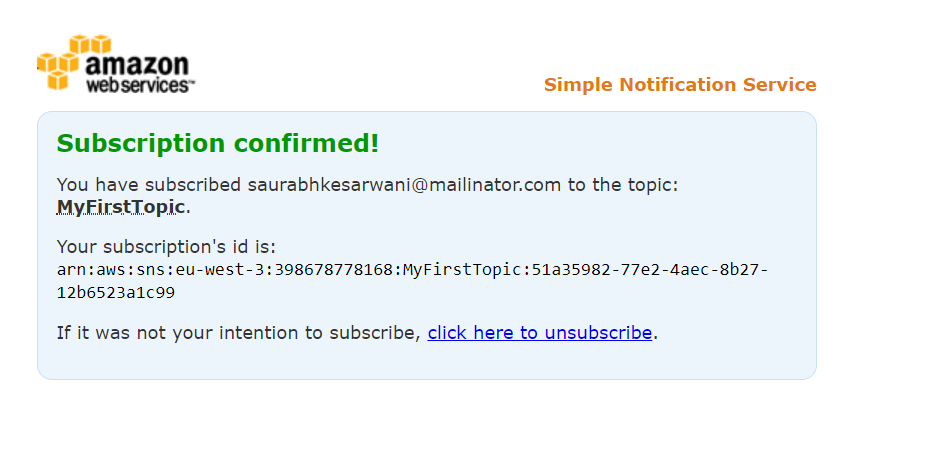 amazon
webservices™
Simple Notification Service
Subscription confirmed!
You have subscribed saurabhkesarwani@mailinator.com to the topic:
MyFirstTopic.
Your subscription's id is:
arn:aws:sns:eu-west-3:398678778168:MyFirstTopic:51a35982-77e2-4aec-8b27-
12b6523a1c99
If it was not your intention to subscribe, click here to unsubscribe.